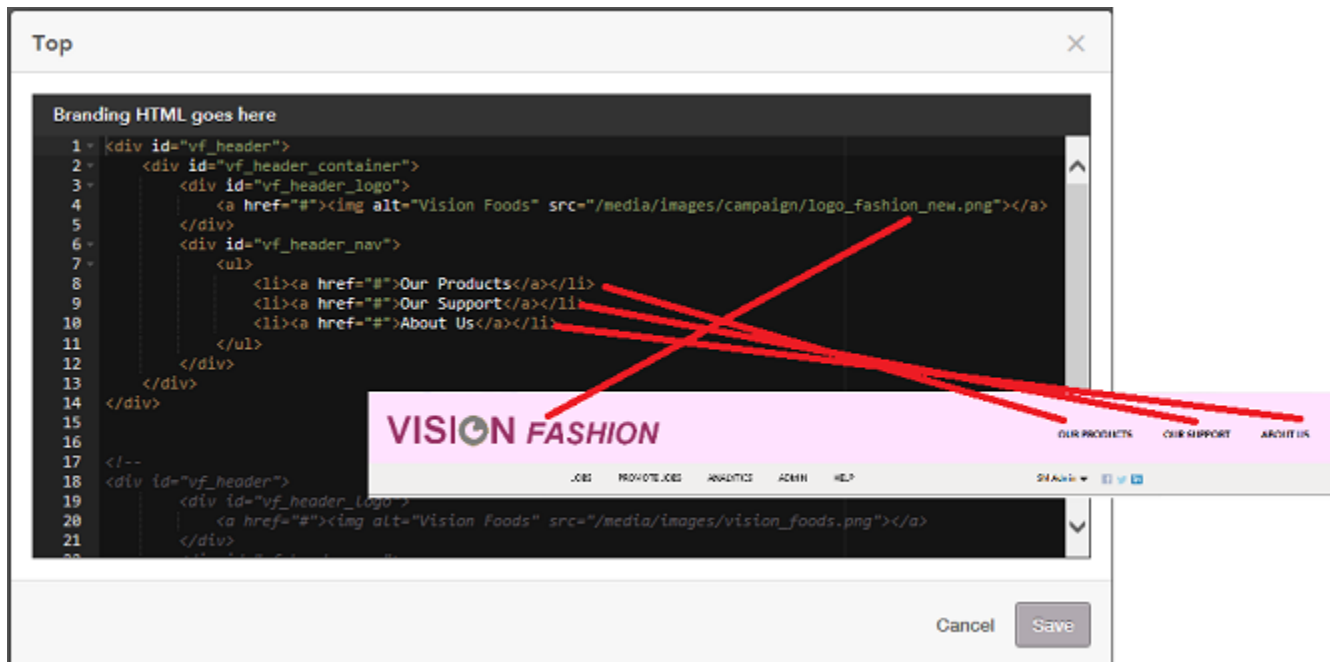 Top ×
Branding HTML goes here
1 <div id="vf_header">
2 <div id="vf_header_container">
3 <div id="vf_header_logo">
4 <a href="#"><img alt="Vision Foods" src="/media/images/campaign/logo_fashion_new.png"></a>
5 </div>
6 <div id="vf_header_nav">
7 <ul>
8 <li><a href="#">Our Products</a></li>
9 <li><a href="#">Our Support</a></li>
10 <li><a href="#">About Us</a></li>
11 </ul>
12 </div>
13 </div>
14 </div>
15
16
17 <!--
18 <div id="vf_header">
19 <div id="vf_header_logo">
20 <a href="#"><img alt="Vision Foods" src="/media/images/vision_foods.png"></a>
21 </div>
VISION FASHION
OUR PRODUCTS OUR SUPPORT ABOUT US
JOBS PROMOTE JOBS ANALYTICS ADMIN HELP
SM Admin
Cancel Save